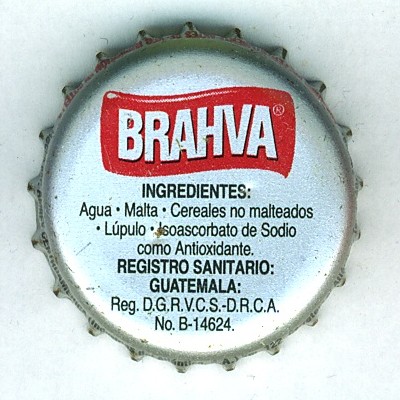 BRAHVA®
INGREDIENTES:
Agua • Malta • Cereales no malteados
• Lúpulo • Isoascorbato de Sodio
como Antioxidante.
REGISTRO SANITARIO:
GUATEMALA:
Reg. D.G.R.V.C.S.-D.R.C.A.
No. B-14624.